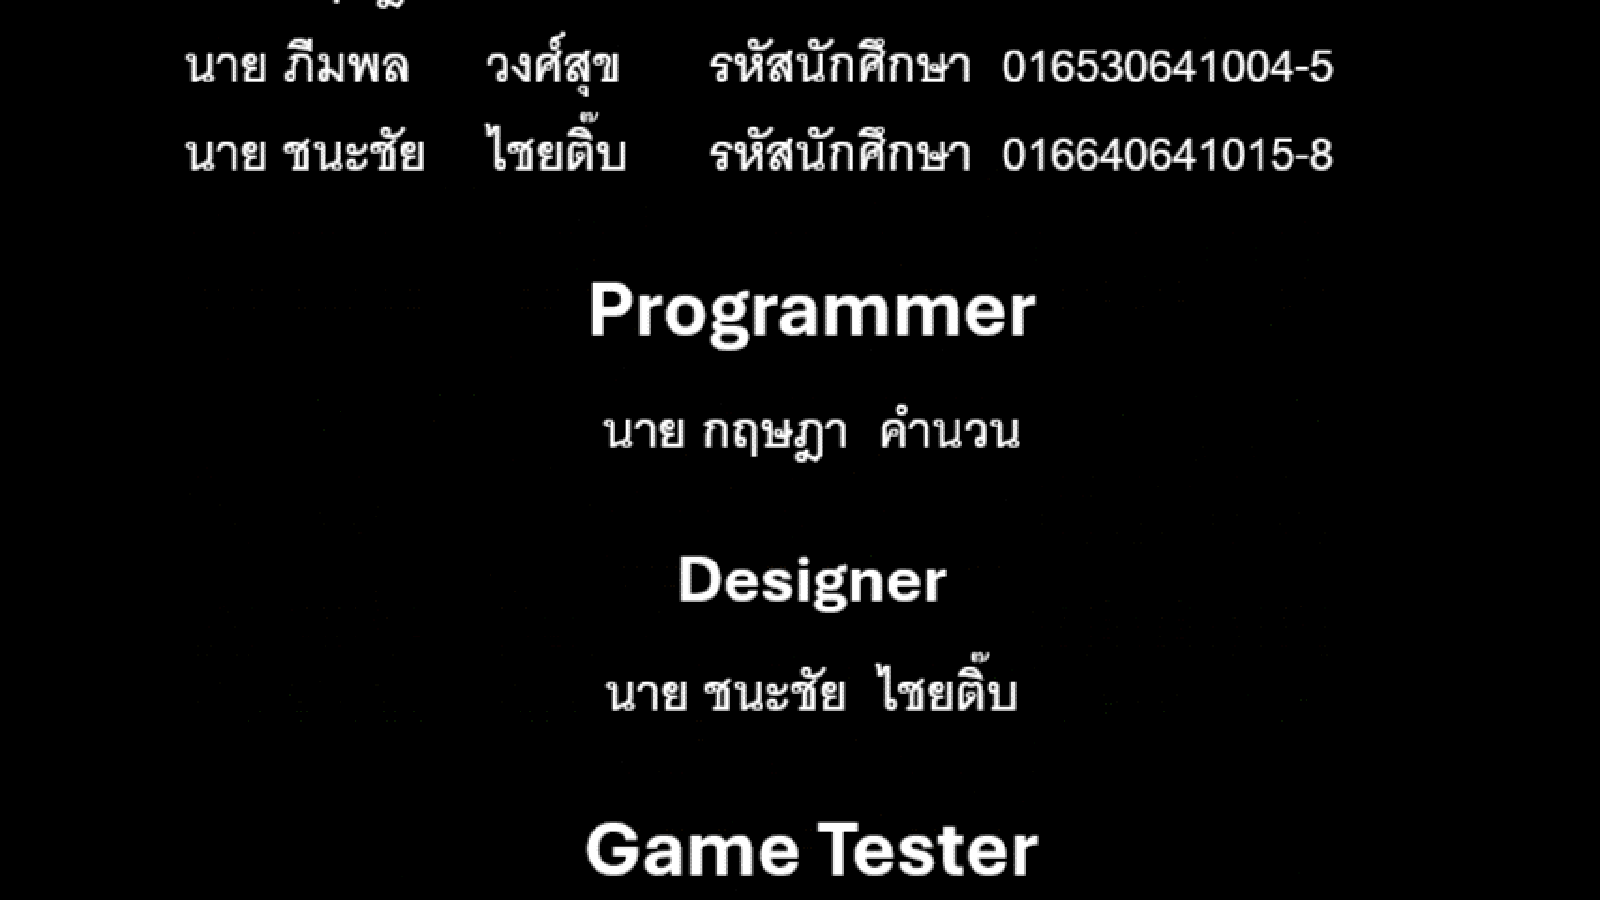 นาย ภีมพล วงศ์สุข รหัสนักศึกษา 016530641004-5
นาย ชนะชัย ไชยติ๊บ รหัสนักศึกษา 016640641015-8
Programmer
นาย กฤษฎา คำนวน
Designer
นาย ชนะชัย ไชยติ๊บ
Game Tester